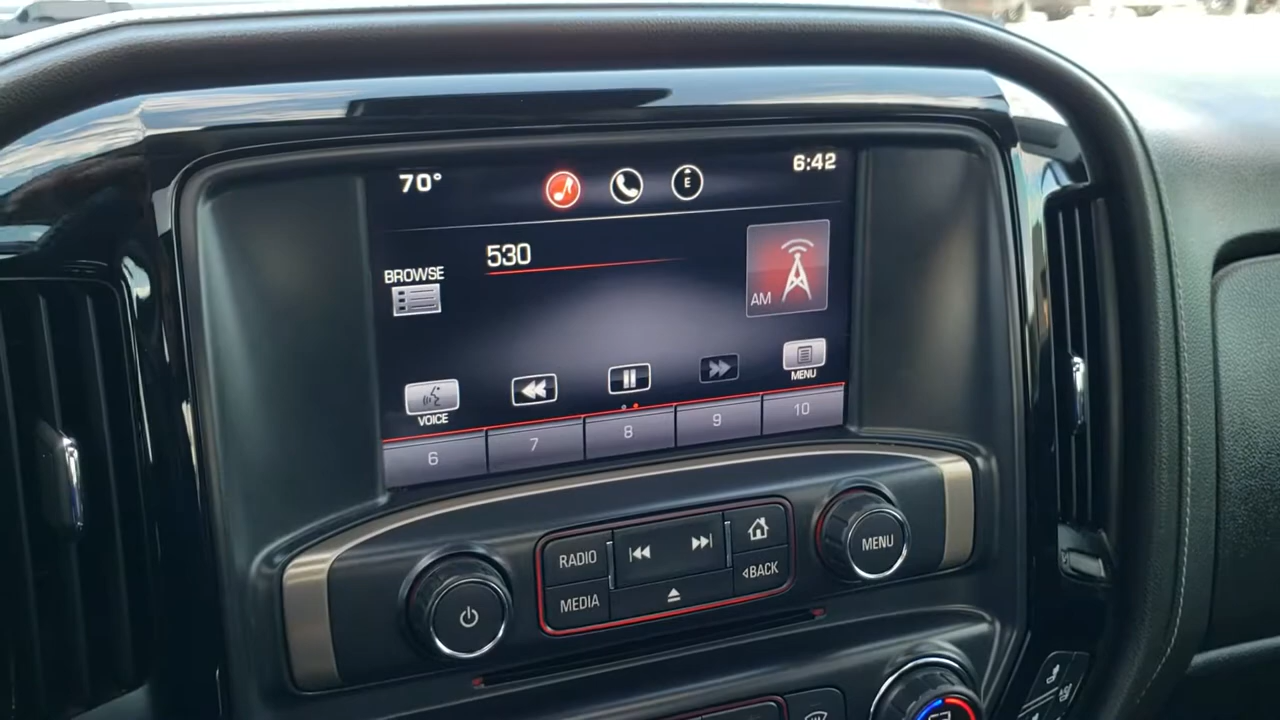 70°
E
6:42
530
BROWSE
AM
VOICE
MENU
6
7
8
9
10
RADIO
MEDIA
BACK
MENU